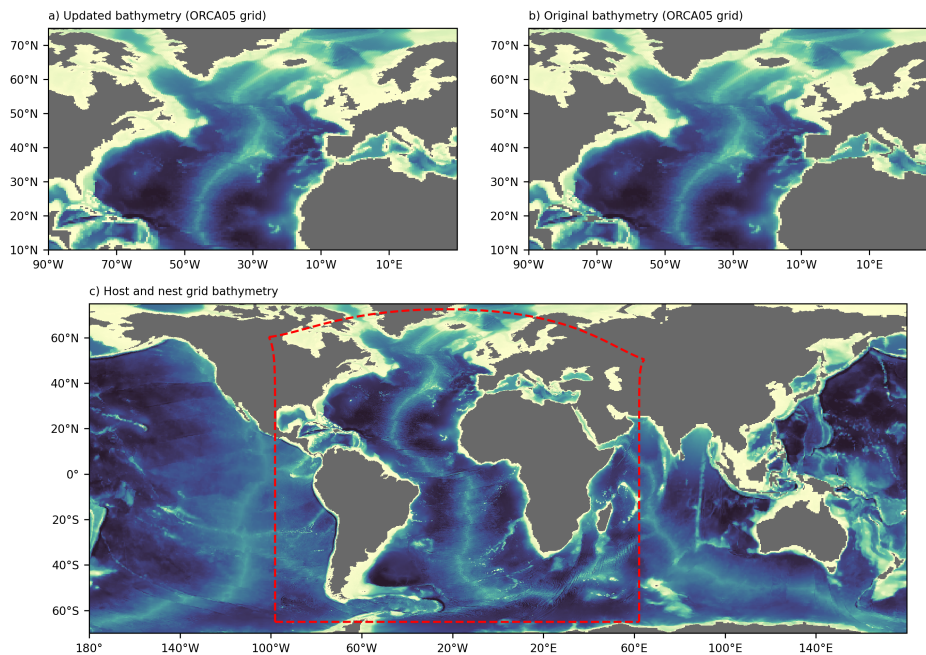 a) Updated bathymetry (ORCA05 grid)
70°N
60°N
50°N
40°N
30°N
20°N
10°N
90°W 70°W 50°W 30°W 10°W 10°E
b) Original bathymetry (ORCA05 grid)
70°N
60°N
50°N
40°N
30°N
20°N
10°N
90°W 70°W 50°W 30°W 10°W 10°E
c) Host and nest grid bathymetry
60°N
40°N
20°N
0°
20°S
40°S
60°S
180° 140°W 100°W 60°W 20°W 20°E 60°E 100°E 140°E